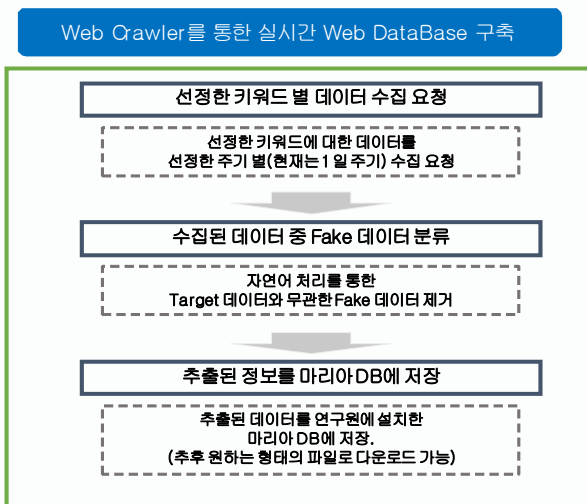 Web Crawler를 통한 실시간 Web DataBase 구축
선정한 키워드 별 데이터 수집 요청
선정한 키워드에 대한 데이터를
선정한 주기 별(현재는 1일 주기) 수집 요청
수집된 데이터 중 Fake 데이터 분류
자연어 처리를 통한
Target 데이터와 무관한 Fake 데이터 제거
추출된 정보를 마리아DB에 저장
추출된 데이터를 연구원에 설치한
마리아DB에 저장.
(추후 원하는 형태의 파일로 다운로드 가능)